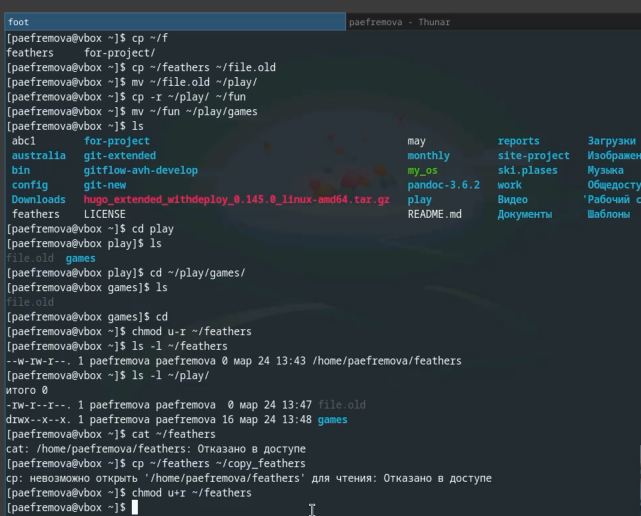 foot
paefremova - Thunar
[paefremova@vbox ~]$ cp ~/f
feathers for-project/
[paefremova@vbox ~]$ cp ~/feathers ~/file.old
[paefremova@vbox ~]$ mv ~/file.old ~/play/
[paefremova@vbox ~]$ cp -r ~/play/ ~/fun
[paefremova@vbox ~]$ mv ~/fun ~/play/games
[paefremova@vbox ~]$ ls
abc1 for-project may reports Загрузки
australia git-extended monthly site-project Изображен
bin gitflow-avh-develop my_os ski.plases Музыка
config git-new pandoc-3.6.2 work Общедосту
Downloads hugo_extended_withdeploy_0.145.0_linux-amd64.tar.gz play Видео 'Рабочий с
feathers LICENSE README.md Документы Шаблоны
[paefremova@vbox ~]$ cd play
[paefremova@vbox play]$ ls
file.old games
[paefremova@vbox play]$ cd ~/play/games/
[paefremova@vbox games]$ ls
file.old
[paefremova@vbox games]$ cd
[paefremova@vbox ~]$ chmod u-r ~/feathers
[paefremova@vbox ~]$ ls -l ~/feathers
--w-rw-r--. 1 paefremova paefremova 0 мар 24 13:43 /home/paefremova/feathers
[paefremova@vbox ~]$ ls -l ~/play/
итого 0
-rw-r--r--. 1 paefremova paefremova 0 мар 24 13:47 file.old
drwx--x--x. 1 paefremova paefremova 16 мар 24 13:48 games
[paefremova@vbox ~]$ cat ~/feathers
cat: /home/paefremova/feathers: Отказано в доступе
[paefremova@vbox ~]$ cp ~/feathers ~/copy_feathers
cp: невозможно открыть '/home/paefremova/feathers' для чтения: Отказано в доступе
[paefremova@vbox ~]$ chmod u+r ~/feathers
[paefremova@vbox ~]$